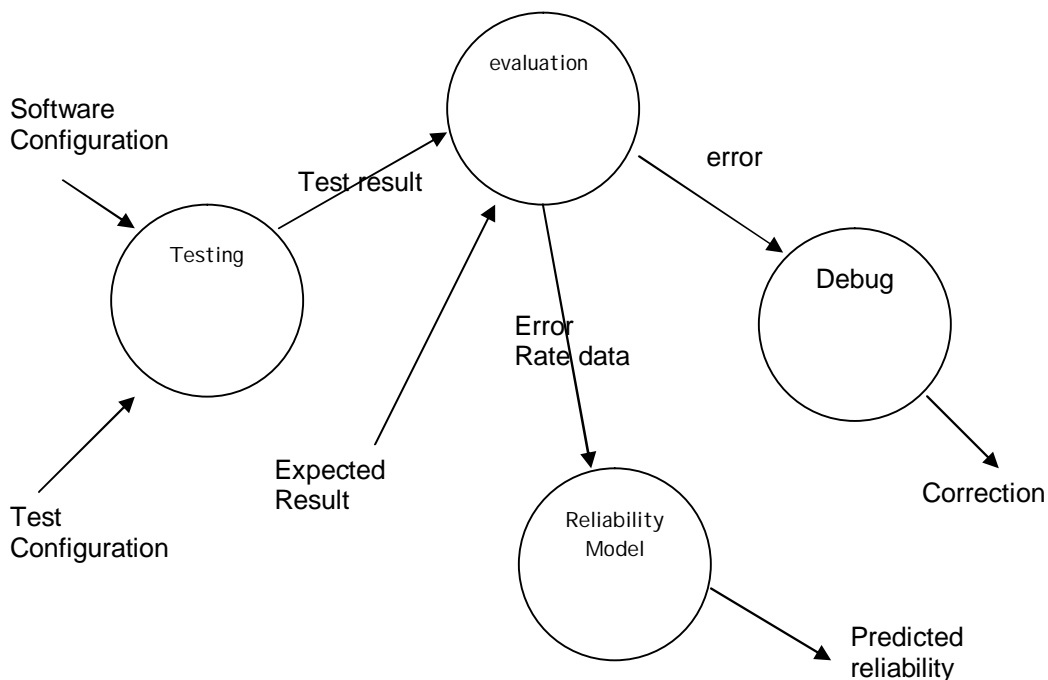 evaluation
Software
Configuration
error
Test result
Testing
Debug
Error
Rate data
Expected
Result
Correction
Test
Configuration
Reliability
Model
Predicted
reliability